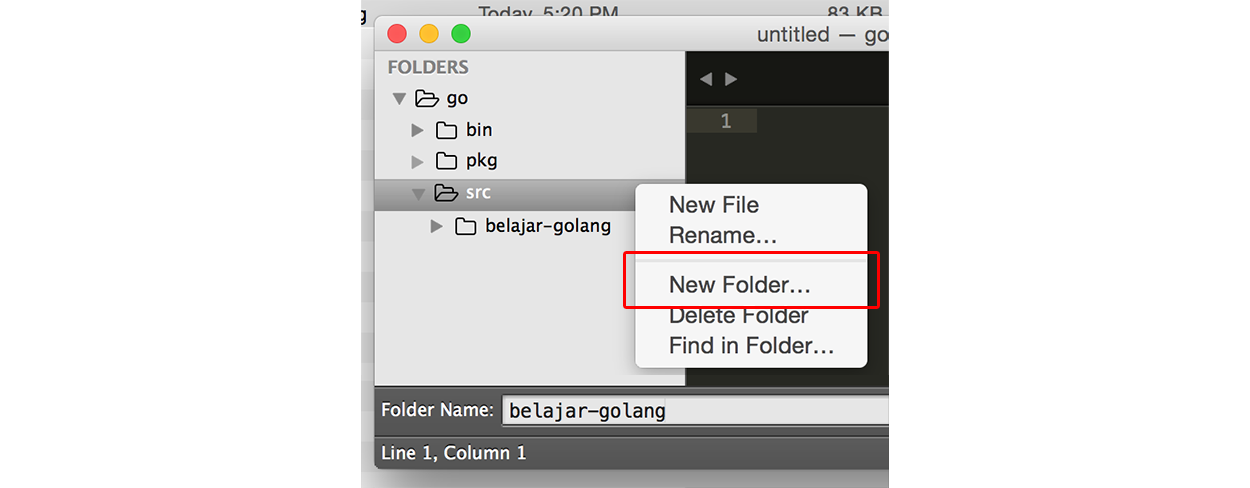 Today, 5:20 PM
83 KB
untitled — go
FOLDERS
go
bin
pkg
src
belajar-golang
1
New File
Rename...
New Folder...
Delete Folder
Find in Folder...
Folder Name: belajar-golang
Line 1, Column 1